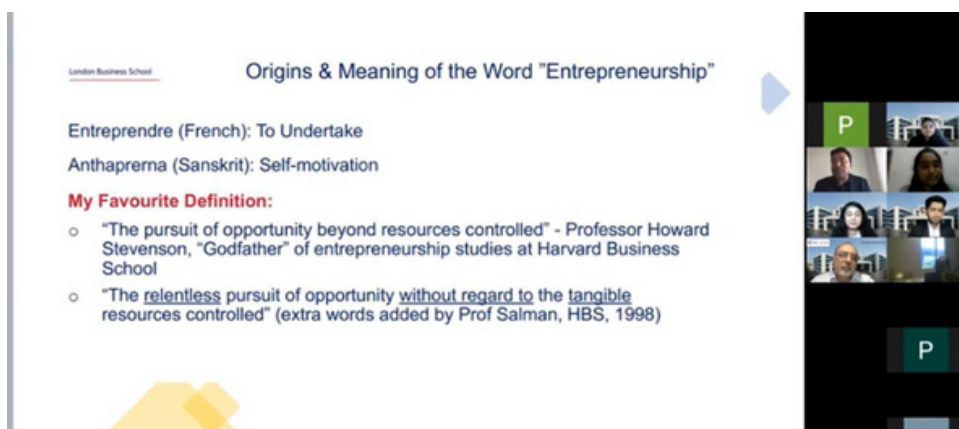 London Business School
Origins & Meaning of the Word "Entrepreneurship"
Entreprendre (French): To Undertake
Anthaprerna (Sanskrit): Self-motivation
My Favourite Definition:
o "The pursuit of opportunity beyond resources controlled" - Professor Howard
Stevenson, "Godfather" of entrepreneurship studies at Harvard Business
School
o "The relentless pursuit of opportunity without regard to the tangible
resources controlled" (extra words added by Prof Salman, HBS, 1998)
P
P